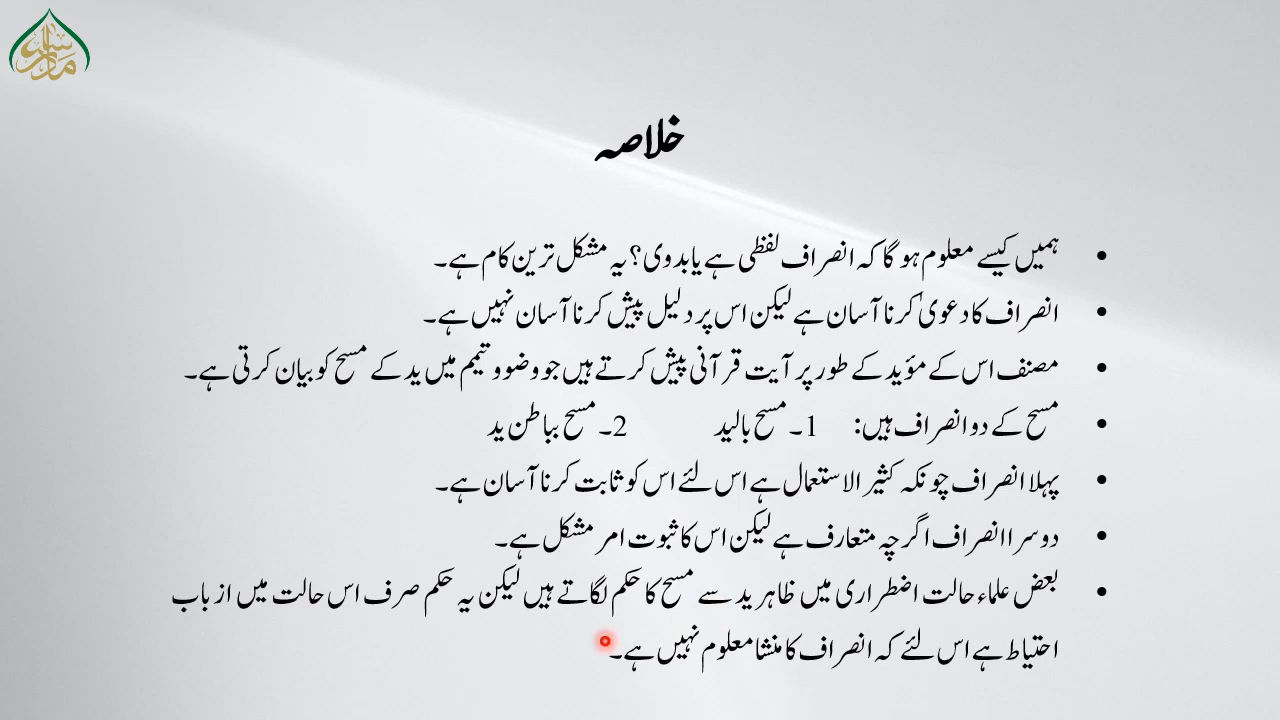 خلاصہ
ہمیں کیسے معلوم ہوگا کہ انصراف لفظی ہے یا بدوی؟ یہ مشکل ترین کام ہے۔
انصراف کا دعویٰ کرنا آسان ہے لیکن اس پر دلیل پیش کرنا آسان نہیں ہے۔
مصنف اس کے مؤید کے طور پر آیت قرآنی پیش کرتے ہیں جو وضو و تیمم میں ید کے مسح کو بیان کرتی ہے۔
مسح کے دو انصراف ہیں: 1۔ مسح بالید 2۔ مسح بباطن ید
پہلا انصراف چونکہ کثیر الاستعمال ہے اس لئے اس کو ثابت کرنا آسان ہے۔
دوسرا انصراف اگرچہ متعارف ہے لیکن اس کا ثبوت امر مشکل ہے۔
بعض علماء حالت اضطراری میں ظاہر ید سے مسح کا حکم لگاتے ہیں لیکن یہ حکم صرف اس حالت میں از باب
احتیاط ہے اس لئے کہ انصراف کا منشا معلوم نہیں ہے۔